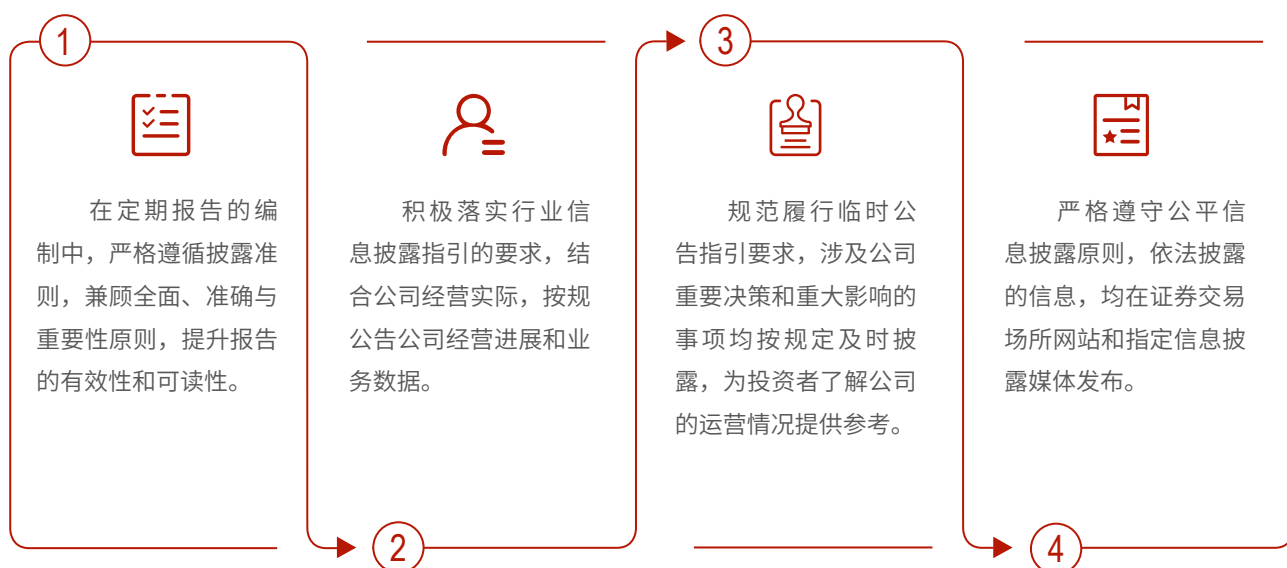 1
在定期报告的编
制中，严格遵循披露准
则，兼顾全面、准确与
重要性原则，提升报告
的有效性和可读性。
2
积极落实行业信
息披露指引的要求，结
合公司经营实际，按规
公告公司经营进展和业
务数据。
3
规范履行临时公
告指引要求，涉及公司
重要决策和重大影响的
事项均按规定及时披
露，为投资者了解公司
的运营情况提供参考。
4
严格遵守公平信
息披露原则，依法披露
的信息，均在证券交易
场所网站和指定信息披
露媒体发布。